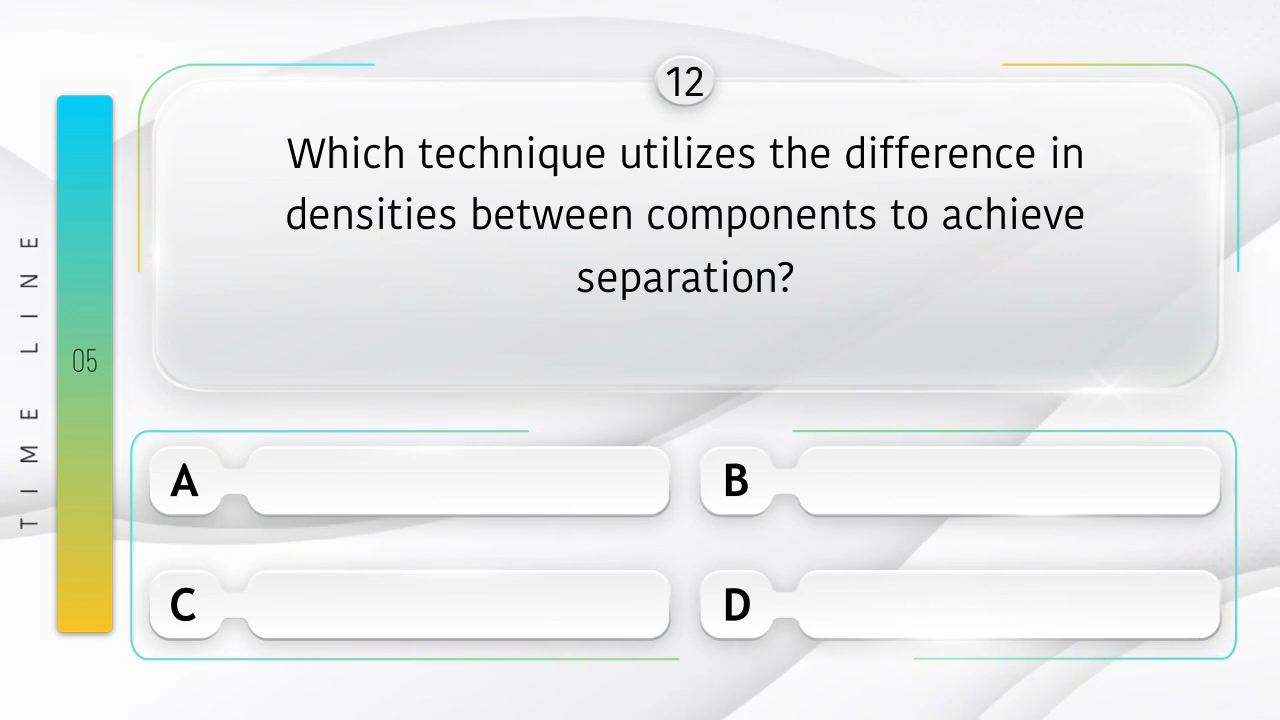 12
Which technique utilizes the difference in
densities between components to achieve
separation?
TIME LINE
05
A
B
C
D